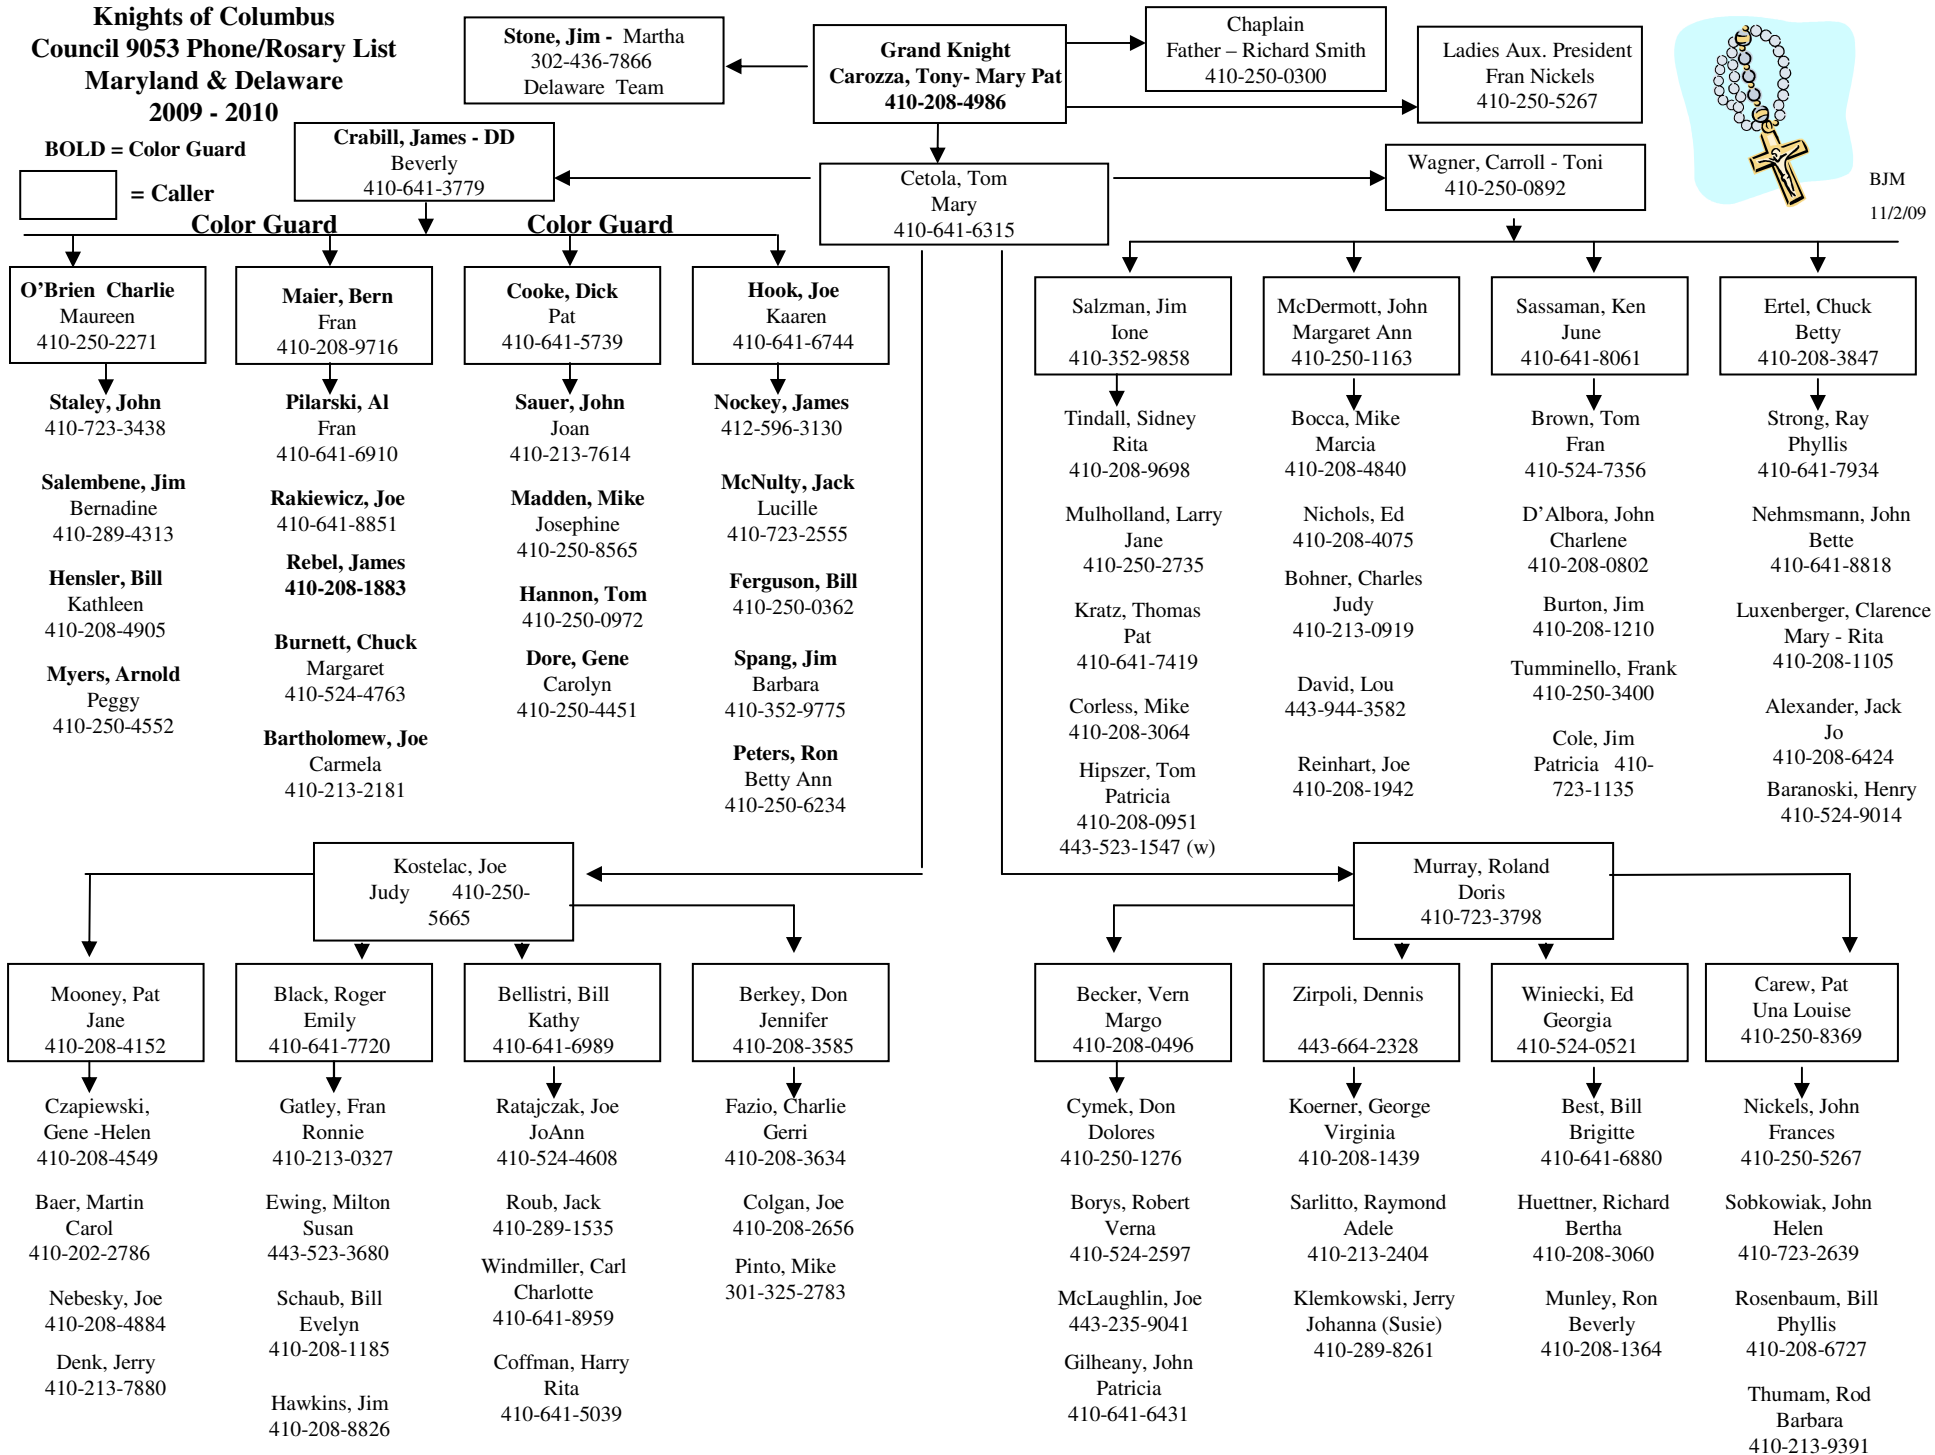 Knights of Columbus
Council 9053 Phone/Rosary List
Maryland & Delaware
2009 - 2010
BOLD = Color Guard
= Caller
Stone, Jim - Martha
302-436-7866
Delaware Team
Grand Knight
Carozza, Tony- Mary Pat
410-208-4986
Chaplain
Father – Richard Smith
410-250-0300
Ladies Aux. President
Fran Nickels
410-250-5267
BJM
11/2/09
Crabill, James - DD
Beverly
410-641-3779
Cetola, Tom
Mary
410-641-6315
Wagner, Carroll - Toni
410-250-0892
Color Guard
Color Guard
O’Brien Charlie
Maureen
410-250-2271
Staley, John
410-723-3438
Salembene, Jim
Bernadine
410-289-4313
Hensler, Bill
Kathleen
410-208-4905
Myers, Arnold
Peggy
410-250-4552
Maier, Bern
Fran
410-208-9716
Pilarski, Al
Fran
410-641-6910
Rakiewicz, Joe
410-641-8851
Rebel, James
410-208-1883
Burnett, Chuck
Margaret
410-524-4763
Bartholomew, Joe
Carmela
410-213-2181
Cooke, Dick
Pat
410-641-5739
Sauer, John
Joan
410-213-7614
Madden, Mike
Josephine
410-250-8565
Hannon, Tom
410-250-0972
Dore, Gene
Carolyn
410-250-4451
Hook, Joe
Kaaren
410-641-6744
Nockey, James
412-596-3130
McNulty, Jack
Lucille
410-723-2555
Ferguson, Bill
410-250-0362
Spang, Jim
Barbara
410-352-9775
Peters, Ron
Betty Ann
410-250-6234
Salzman, Jim
Ione
410-352-9858
Tindall, Sidney
Rita
410-208-9698
Mulholland, Larry
Jane
410-250-2735
Kratz, Thomas
Pat
410-641-7419
Corless, Mike
410-208-3064
Hipszer, Tom
Patricia
410-208-0951
443-523-1547 (w)
McDermott, John
Margaret Ann
410-250-1163
Bocca, Mike
Marcia
410-208-4840
Nichols, Ed
410-208-4075
Bohner, Charles
Judy
410-213-0919
David, Lou
443-944-3582
Reinhart, Joe
410-208-1942
Sassaman, Ken
June
410-641-8061
Brown, Tom
Fran
410-524-7356
D’Albora, John
Charlene
410-208-0802
Burton, Jim
410-208-1210
Tumminello, Frank
410-250-3400
Cole, Jim
Patricia 410-
723-1135
Ertel, Chuck
Betty
410-208-3847
Strong, Ray
Phyllis
410-641-7934
Nehmsmann, John
Bette
410-641-8818
Luxenberger, Clarence
Mary - Rita
410-208-1105
Alexander, Jack
Jo
410-208-6424
Baranoski, Henry
410-524-9014
Kostelac, Joe
Judy 410-250-
5665
Murray, Roland
Doris
410-723-3798
Mooney, Pat
Jane
410-208-4152
Czapiewski,
Gene -Helen
410-208-4549
Baer, Martin
Carol
410-202-2786
Nebesky, Joe
410-208-4884
Denk, Jerry
410-213-7880
Black, Roger
Emily
410-641-7720
Gatley, Fran
Ronnie
410-213-0327
Ewing, Milton
Susan
443-523-3680
Schaub, Bill
Evelyn
410-208-1185
Hawkins, Jim
410-208-8826
Bellistri, Bill
Kathy
410-641-6989
Ratajczak, Joe
JoAnn
410-524-4608
Roub, Jack
410-289-1535
Windmiller, Carl
Charlotte
410-641-8959
Coffman, Harry
Rita
410-641-5039
Berkey, Don
Jennifer
410-208-3585
Fazio, Charlie
Gerri
410-208-3634
Colgan, Joe
410-208-2656
Pinto, Mike
301-325-2783
Becker, Vern
Margo
410-208-0496
Cymek, Don
Dolores
410-250-1276
Borys, Robert
Verna
410-524-2597
McLaughlin, Joe
443-235-9041
Gilheany, John
Patricia
410-641-6431
Zirpoli, Dennis
443-664-2328
Koerner, George
Virginia
410-208-1439
Sarlitto, Raymond
Adele
410-213-2404
Klemkowski, Jerry
Johanna (Susie)
410-289-8261
Winiecki, Ed
Georgia
410-524-0521
Best, Bill
Brigitte
410-641-6880
Huettner, Richard
Bertha
410-208-3060
Munley, Ron
Beverly
410-208-1364
Carew, Pat
Una Louise
410-250-8369
Nickels, John
Frances
410-250-5267
Sobkowiak, John
Helen
410-723-2639
Rosenbaum, Bill
Phyllis
410-208-6727
Thumam, Rod
Barbara
410-213-9391